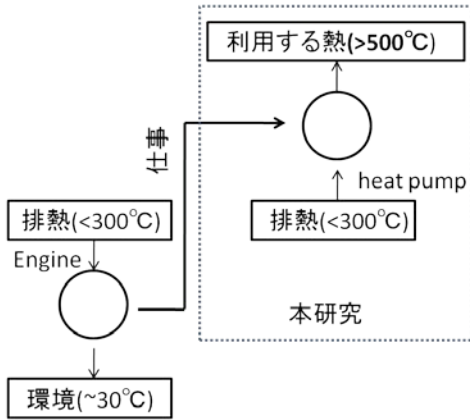 利用する熱(>500℃)
仕事
heat pump
排熱(<300℃)
排熱(<300℃)
Engine
本研究
環境(~30℃)